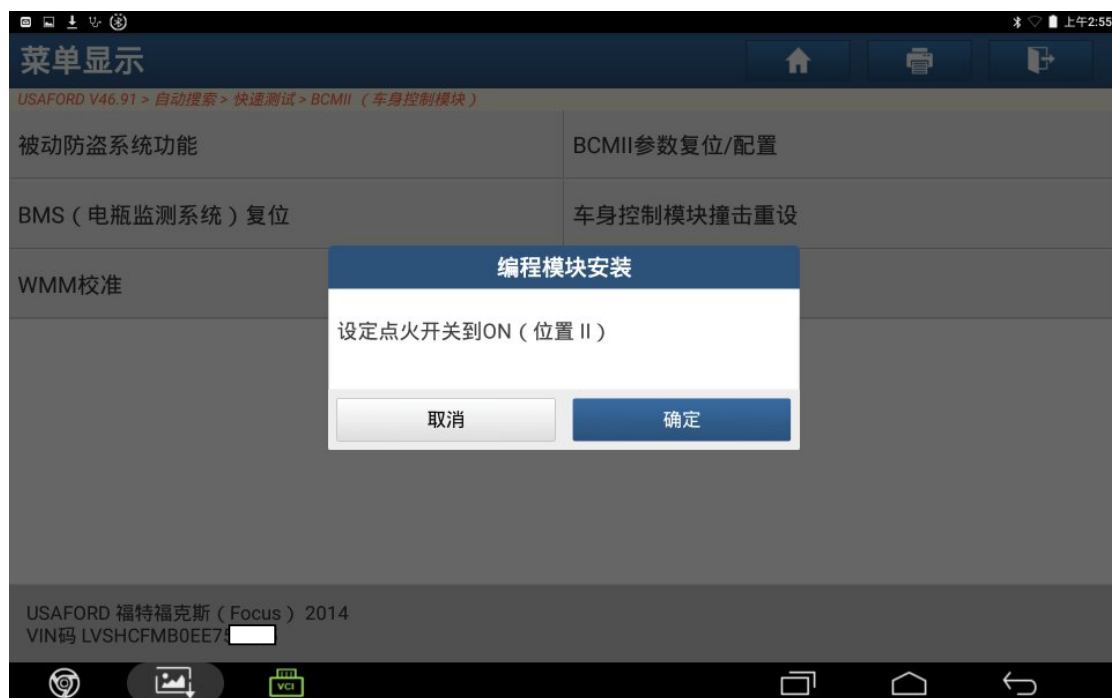 上午2:55
菜单显示
USAFORD V46.91 > 自动搜索 > 快速测试 > BCMII （车身控制模块）
被动防盗系统功能
BCMII参数复位/配置
BMS（电瓶监测系统）复位
车身控制模块撞击重设
WMM校准
编程模块安装
设定点火开关到ON（位置 II）
取消
确定
USAFORD 福特福克斯（Focus） 2014
VIN码 LVSHCFMB0EE7
VCI